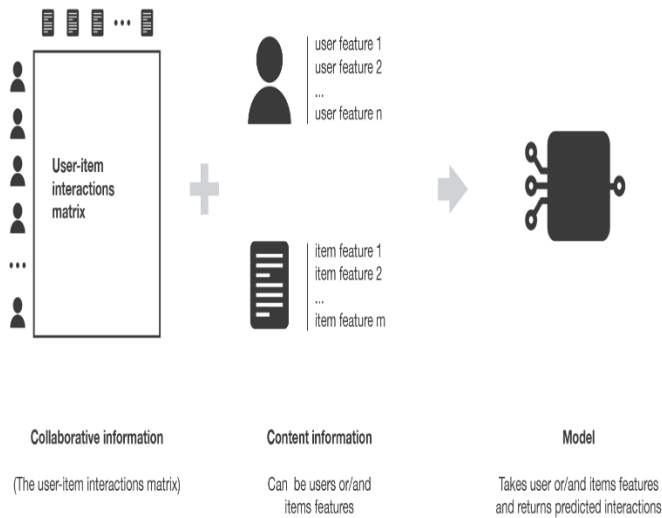 User-item
interactions
matrix
user feature 1
user feature 2
...
user feature n
item feature 1
item feature 2
...
item feature m
Collaborative information
(The user-item interactions matrix)
Content information
Can be users or/and
items features
Model
Takes user or/and items features
and returns predicted interactions